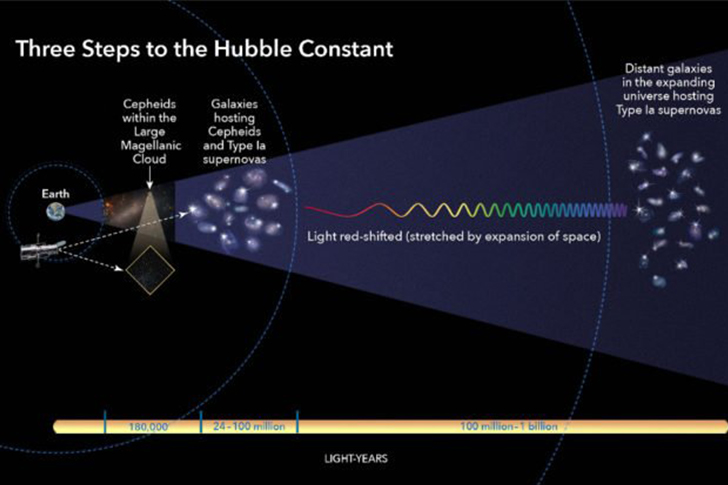 Three Steps to the Hubble Constant
Cepheids
within the
Large
Magellanic
Cloud
Galaxies
hosting
Cepheids
and Type Ia
supernovas
Distant galaxies
in the expanding
universe hosting
Type Ia supernovas
Earth
Light red-shifted (stretched by expansion of space)
180,000
24-100 million
100 million-1 billion
LIGHT-YEARS